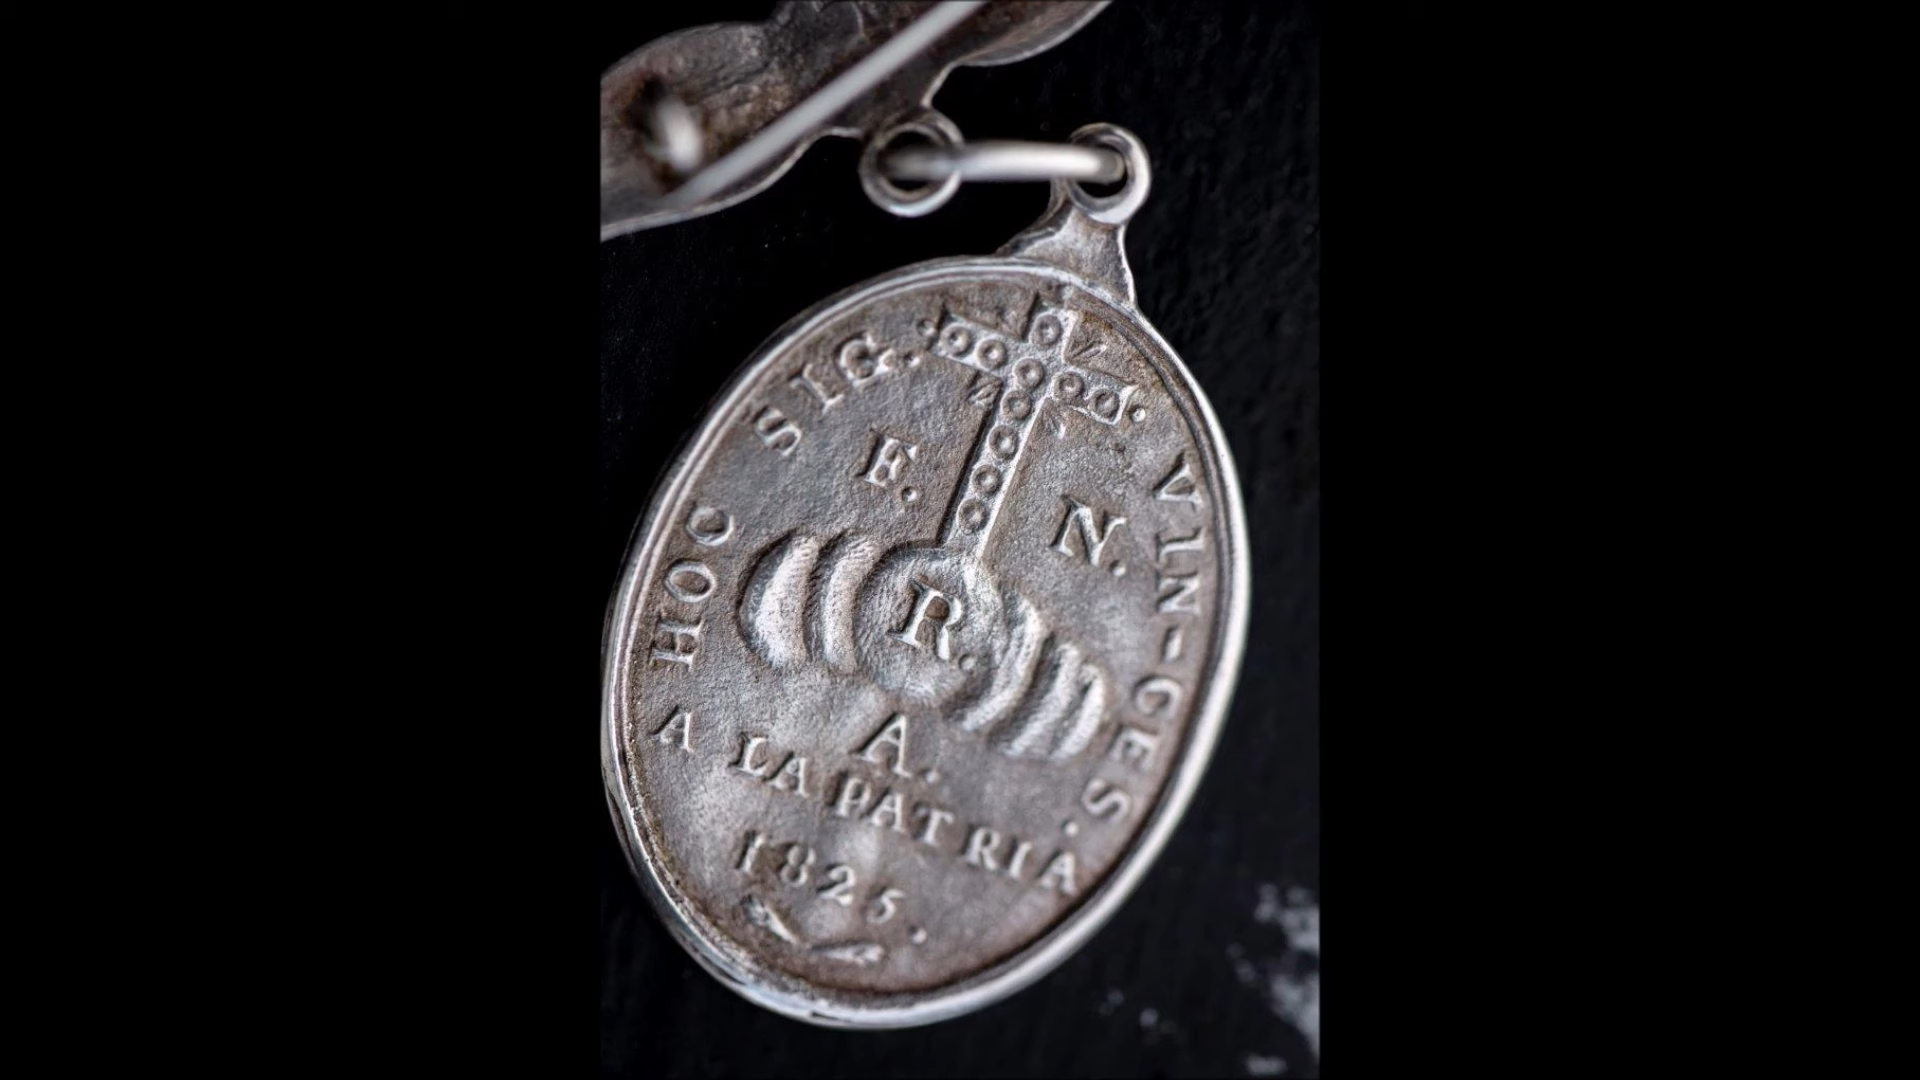 HOC SIG. VIN-CES.
F. N.
R.
A.
A LA PATRIA
1825.